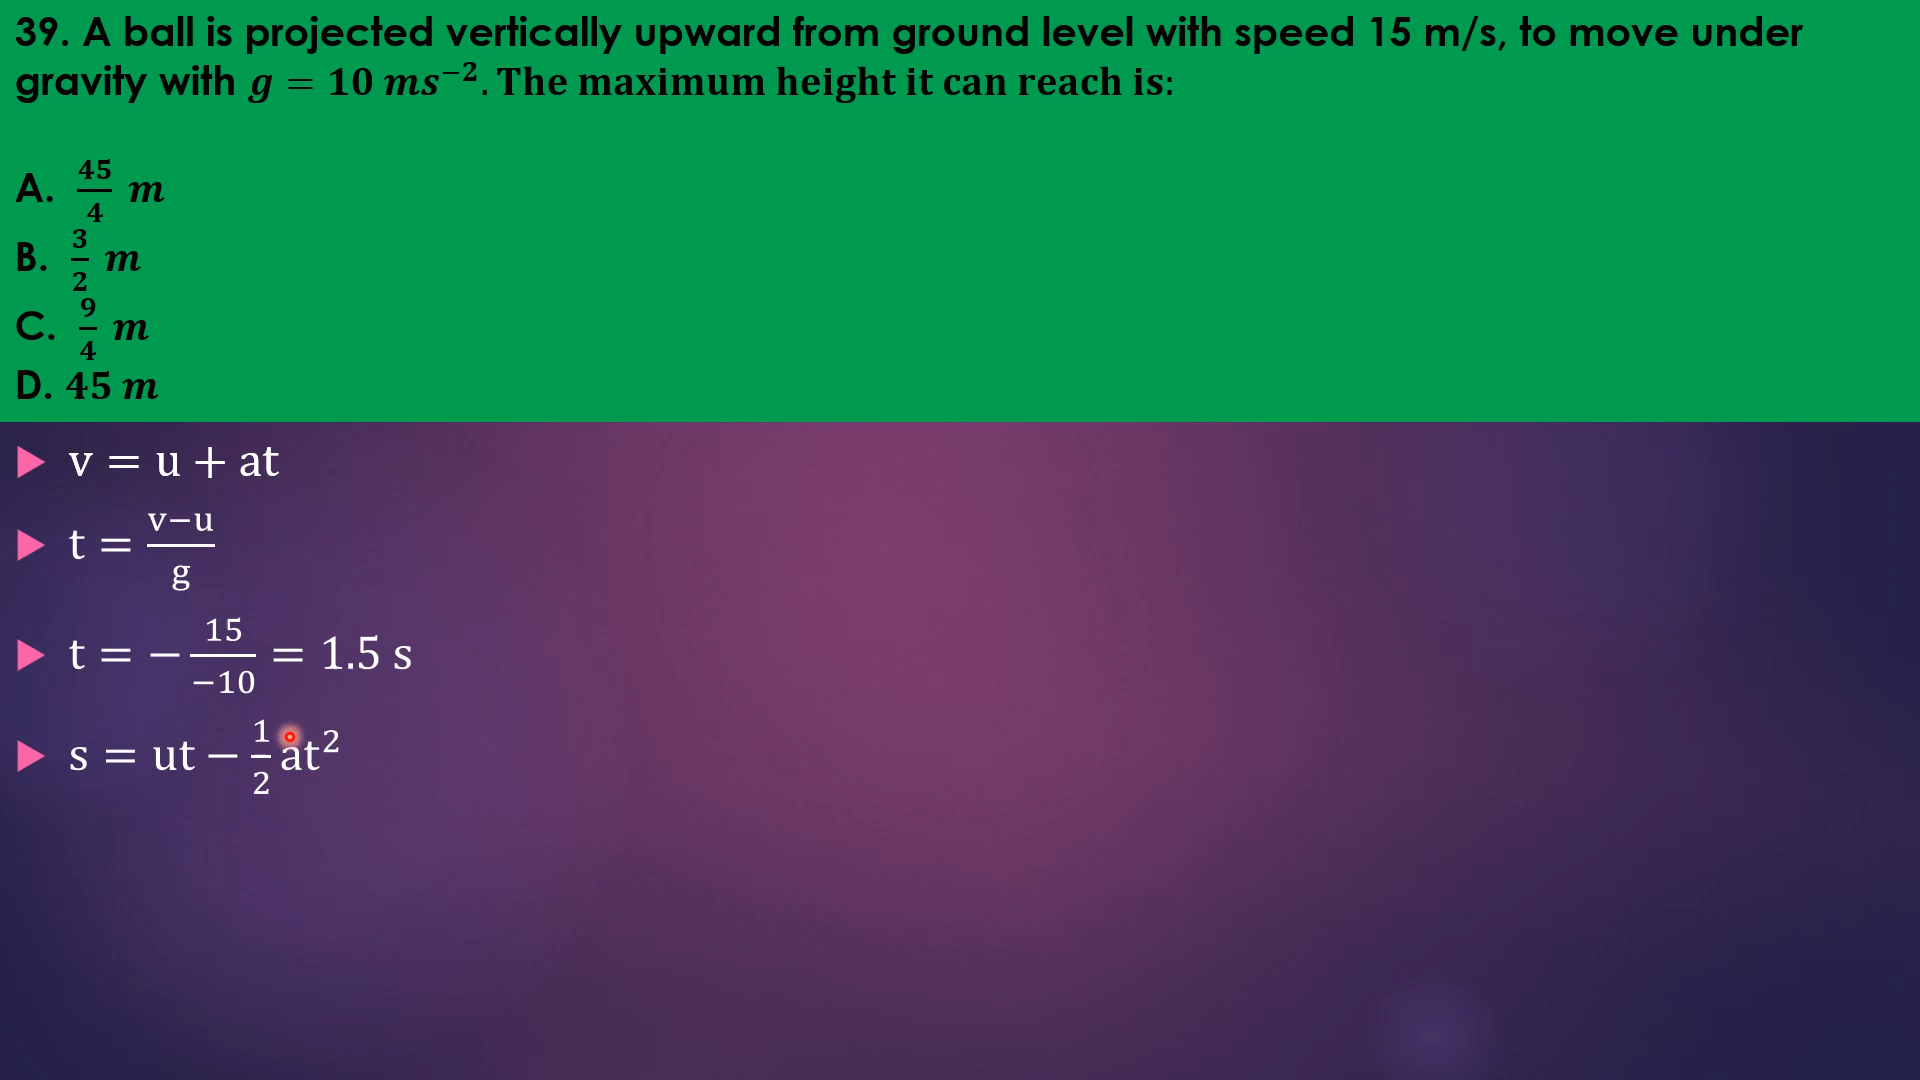 39. A ball is projected vertically upward from ground level with speed 15 m/s, to move under
gravity with g = 10 ms⁻². The maximum height it can reach is:
A. 45/4 m
B. 3/2 m
C. 9/4 m
D. 45 m
v = u + at
t = v−u/g
t = − 15/−10 = 1.5 s
s = ut − 1/2 at²